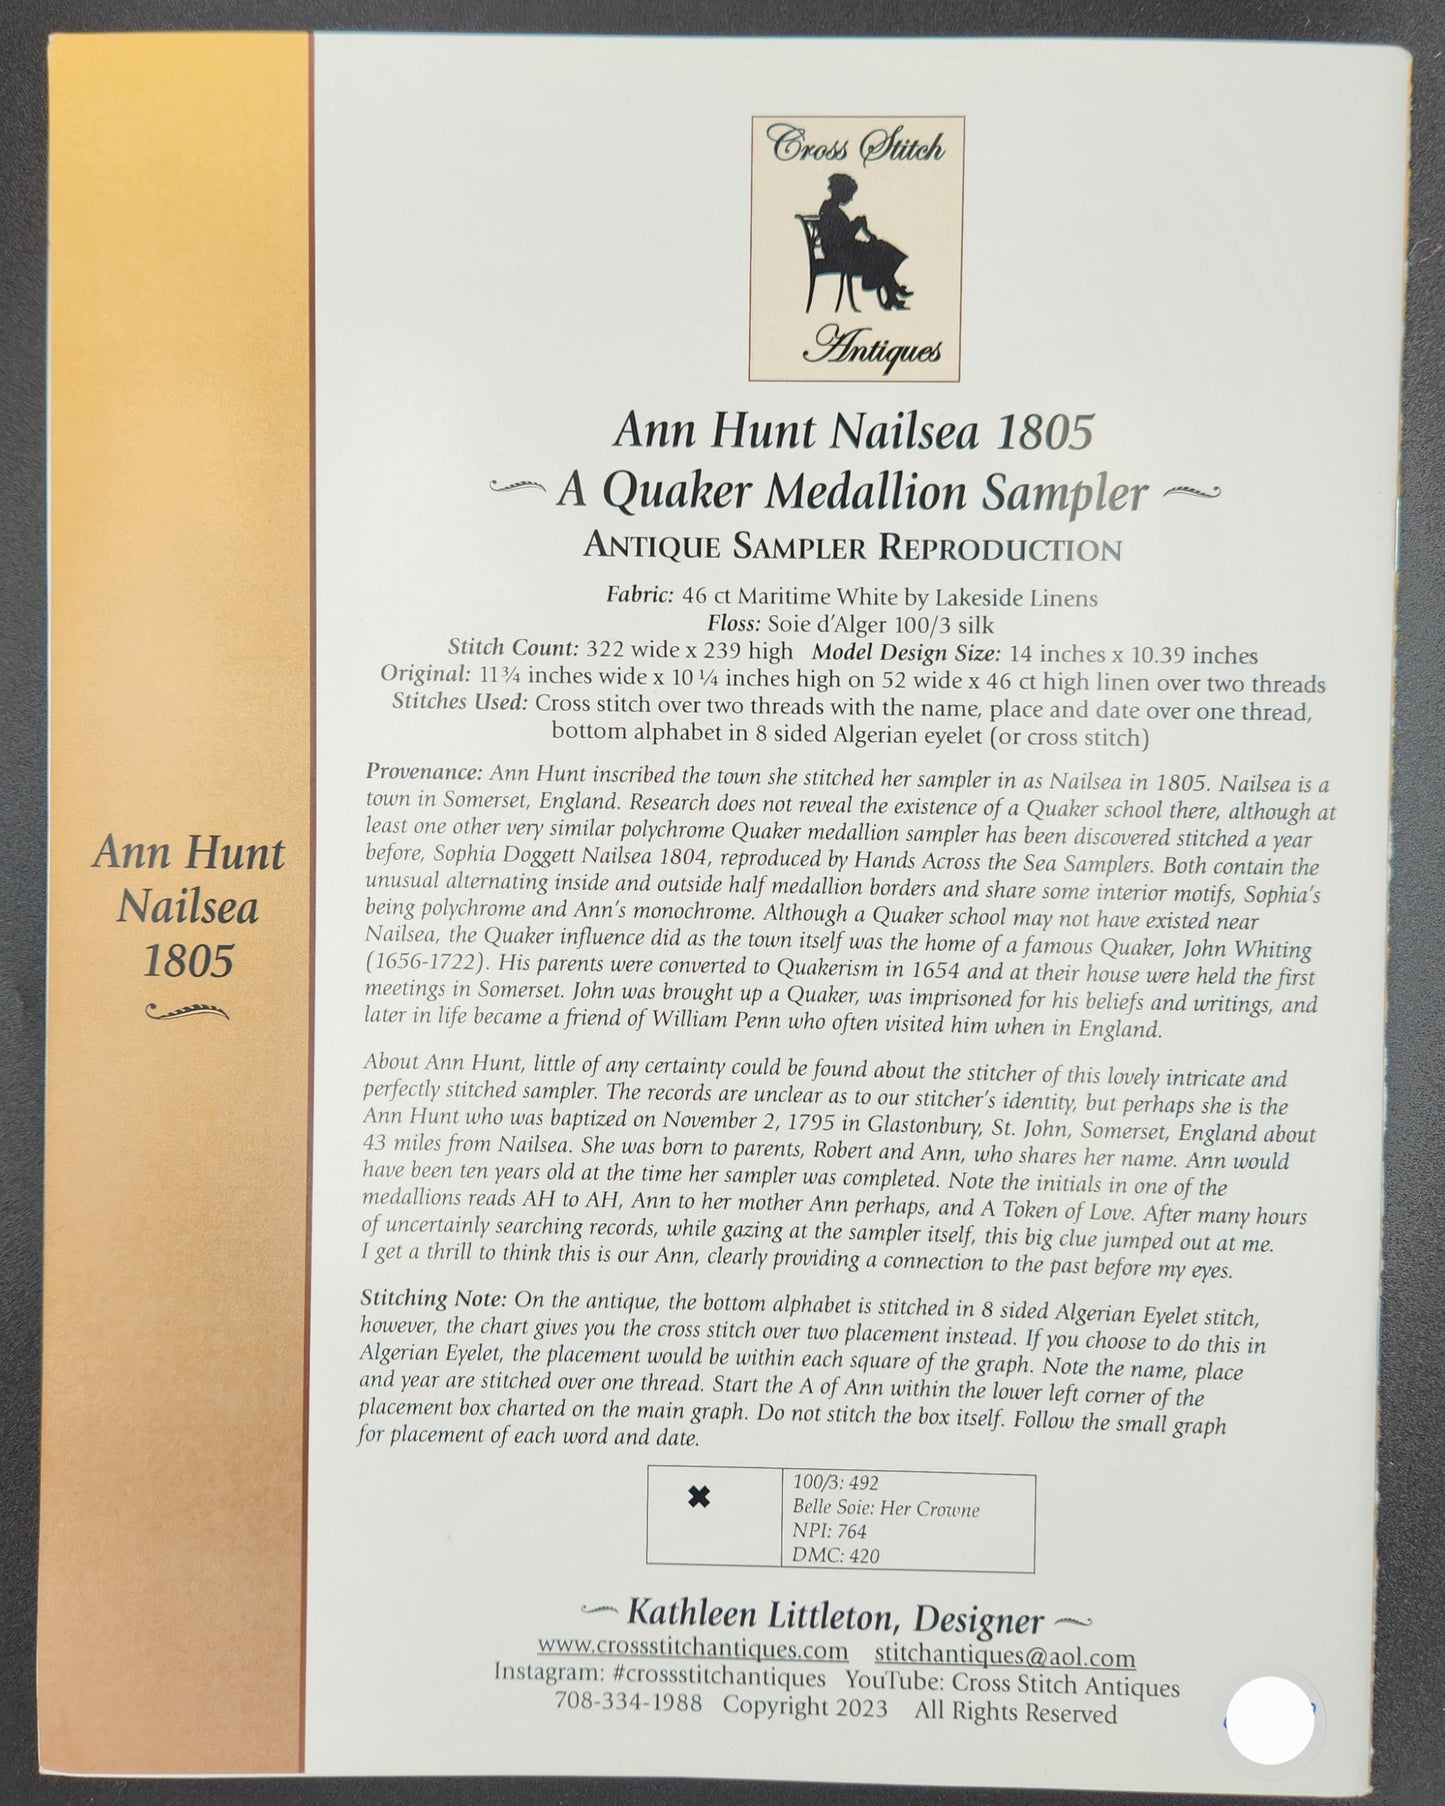 Cross Stitch
Antiques
Ann Hunt Nailsea 1805
A Quaker Medallion Sampler
ANTIQUE SAMPLER REPRODUCTION
Fabric: 46 ct Maritime White by Lakeside Linens
Floss: Soie d'Alger 100/3 silk
Stitch Count: 322 wide x 239 high Model Design Size: 14 inches x 10.39 inches
Original: 11¾ inches wide x 10 ¼ inches high on 52 wide x 46 ct high linen over two threads
Stitches Used: Cross stitch over two threads with the name, place and date over one thread,
bottom alphabet in 8 sided Algerian eyelet (or cross stitch)
Provenance: Ann Hunt inscribed the town she stitched her sampler in as Nailsea in 1805. Nailsea is a
town in Somerset, England. Research does not reveal the existence of a Quaker school there, although at
least one other very similar polychrome Quaker medallion sampler has been discovered stitched a year
before, Sophia Doggett Nailsea 1804, reproduced by Hands Across the Sea Samplers. Both contain the
unusual alternating inside and outside half medallion borders and share some interior motifs, Sophia's
being polychrome and Ann's monochrome. Although a Quaker school may not have existed near
Nailsea, the Quaker influence did as the town itself was the home of a famous Quaker, John Whiting
(1656-1722). His parents were converted to Quakerism in 1654 and at their house were held the first
meetings in Somerset. John was brought up a Quaker, was imprisoned for his beliefs and writings, and
later in life became a friend of William Penn who often visited him when in England.
About Ann Hunt, little of any certainty could be found about the stitcher of this lovely intricate and
perfectly stitched sampler. The records are unclear as to our stitcher's identity, but perhaps she is the
Ann Hunt who was baptized on November 2, 1795 in Glastonbury, St. John, Somerset, England about
43 miles from Nailsea. She was born to parents, Robert and Ann, who shares her name. Ann would
have been ten years old at the time her sampler was completed. Note the initials in one of the
medallions reads AH to AH, Ann to her mother Ann perhaps, and A Token of Love. After many hours
of uncertainly searching records, while gazing at the sampler itself, this big clue jumped out at me.
I get a thrill to think this is our Ann, clearly providing a connection to the past before my eyes.
Stitching Note: On the antique, the bottom alphabet is stitched in 8 sided Algerian Eyelet stitch,
however, the chart gives you the cross stitch over two placement instead. If you choose to do this in
Algerian Eyelet, the placement would be within each square of the graph. Note the name, place
and year are stitched over one thread. Start the A of Ann within the lower left corner of the
placement box charted on the main graph. Do not stitch the box itself. Follow the small graph
for placement of each word and date.
100/3: 492
Belle Soie: Her Crowne
NPI: 764
DMC: 420
Kathleen Littleton, Designer
www.crossstitchantiques.com stitchantiques@aol.com
Instagram: #crossstitchantiques YouTube: Cross Stitch Antiques
708-334-1988 Copyright 2023 All Rights Reserved
Ann Hunt
Nailsea
1805